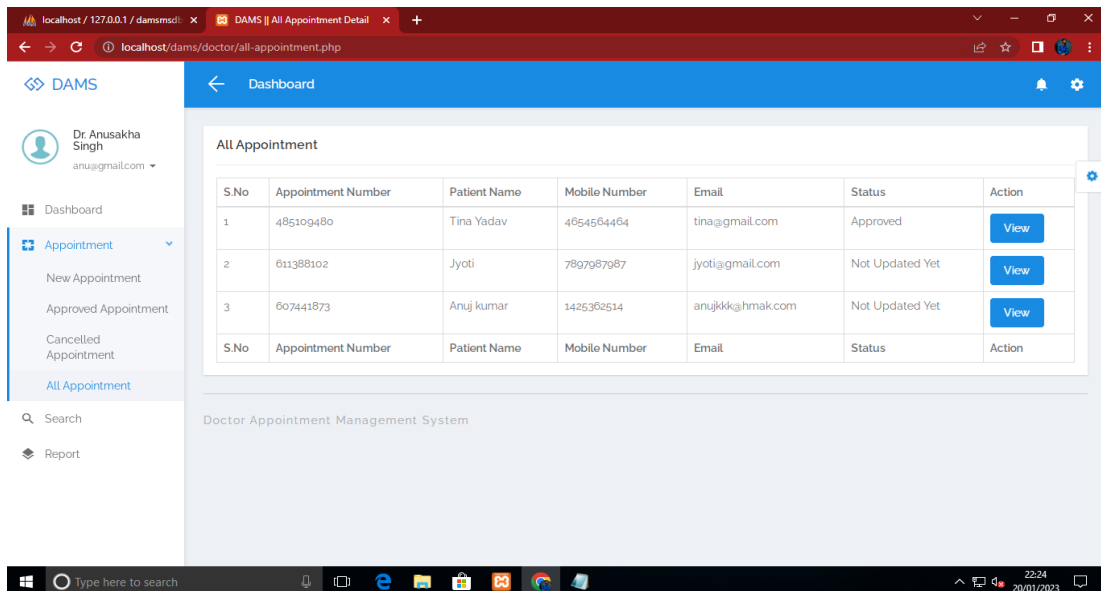 localhost / 127.0.0.1 / damsmsdb
DAMS || All Appointment Detail
localhost/dams/doctor/all-appointment.php
DAMS
Dashboard
Dr. Anusakha
Singh
anu@gmail.com
Dashboard
Appointment
New Appointment
Approved Appointment
Cancelled
Appointment
All Appointment
Search
Report
All Appointment
S.No Appointment Number Patient Name Mobile Number Email Status Action
1 485109480 Tina Yadav 4654564464 tina@gmail.com Approved View
2 611388102 Jyoti 7897987987 jyoti@gmail.com Not Updated Yet View
3 607441873 Anuj kumar 1425362514 anujkkk@hmak.com Not Updated Yet View
S.No Appointment Number Patient Name Mobile Number Email Status Action
Doctor Appointment Management System
Type here to search
22:24
20/01/2023